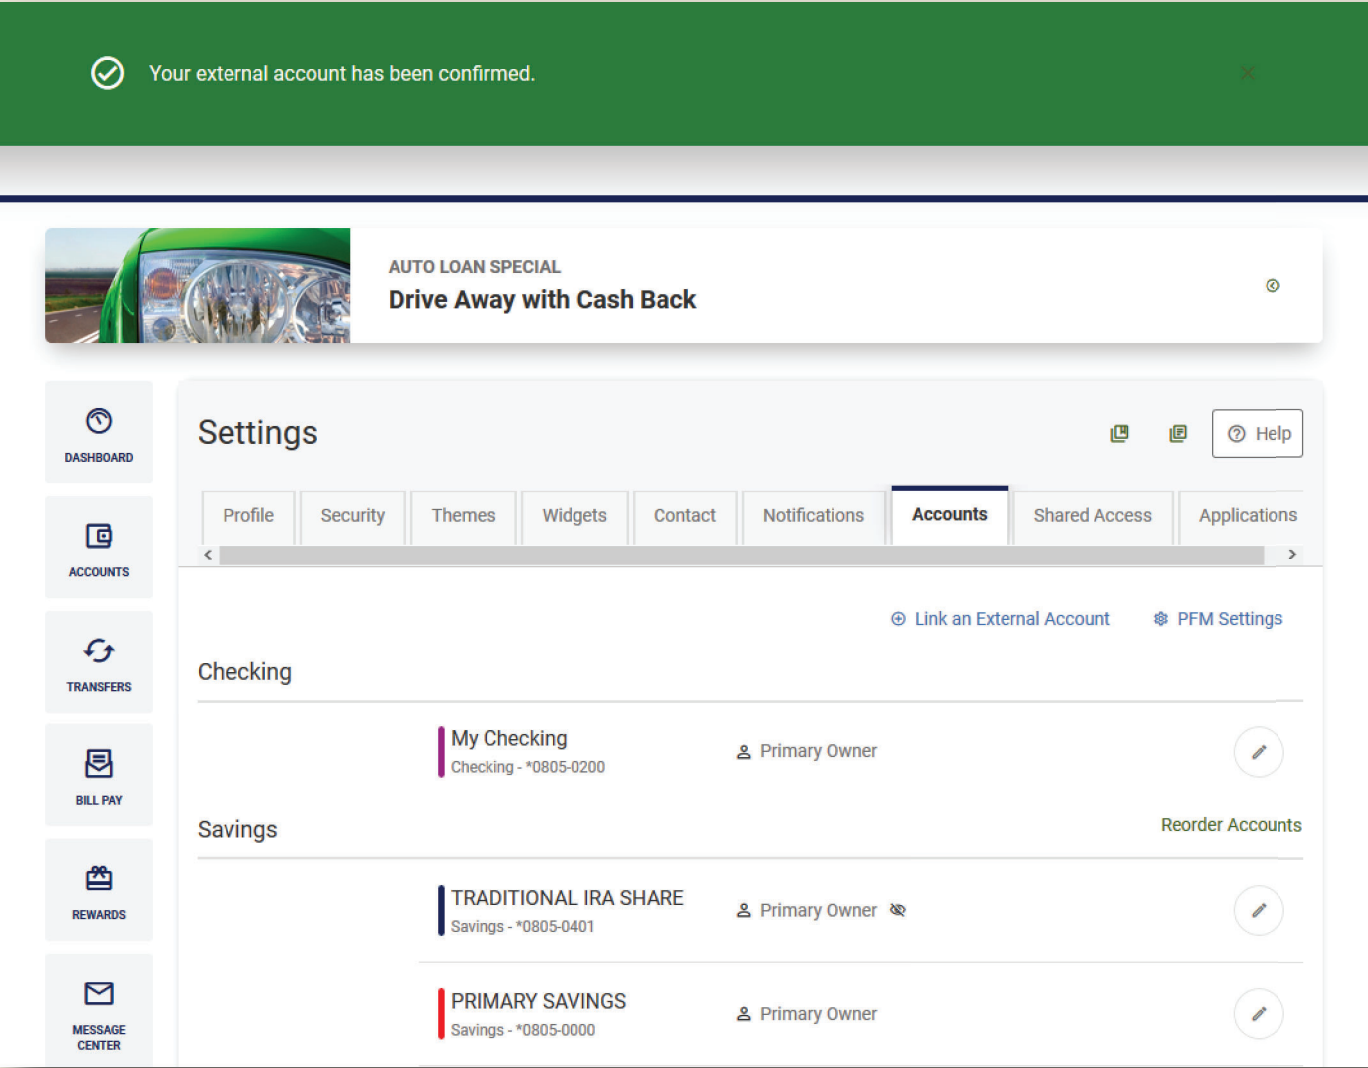 Your external account has been confirmed.
AUTO LOAN SPECIAL
Drive Away with Cash Back
DASHBOARD
ACCOUNTS
TRANSFERS
BILL PAY
REWARDS
MESSAGE
CENTER
Settings
Help
Profile
Security
Themes
Widgets
Contact
Notifications
Accounts
Shared Access
Applications
Link an External Account
PFM Settings
Checking
My Checking
Checking - *0805-0200
Primary Owner
Savings
Reorder Accounts
TRADITIONAL IRA SHARE
Savings - *0805-0401
Primary Owner
PRIMARY SAVINGS
Savings - *0805-0000
Primary Owner